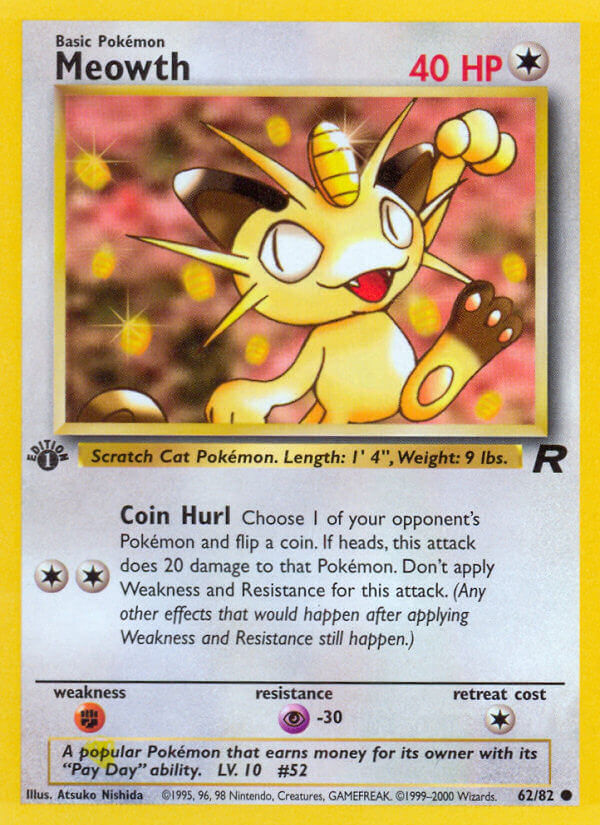 Basic Pokémon
Meowth
40 HP
EDITION
1
Scratch Cat Pokémon. Length: 1' 4", Weight: 9 lbs.
R
Coin Hurl Choose 1 of your opponent's
Pokémon and flip a coin. If heads, this attack
does 20 damage to that Pokémon. Don't apply
Weakness and Resistance for this attack. (Any
other effects that would happen after applying
Weakness and Resistance still happen.)
weakness resistance retreat cost
-30
A popular Pokémon that earns money for its owner with its
"Pay Day" ability. LV. 10 #52
Illus. Atsuko Nishida ©1995, 96, 98 Nintendo, Creatures, GAMEFREAK. ©1999-2000 Wizards. 62/82